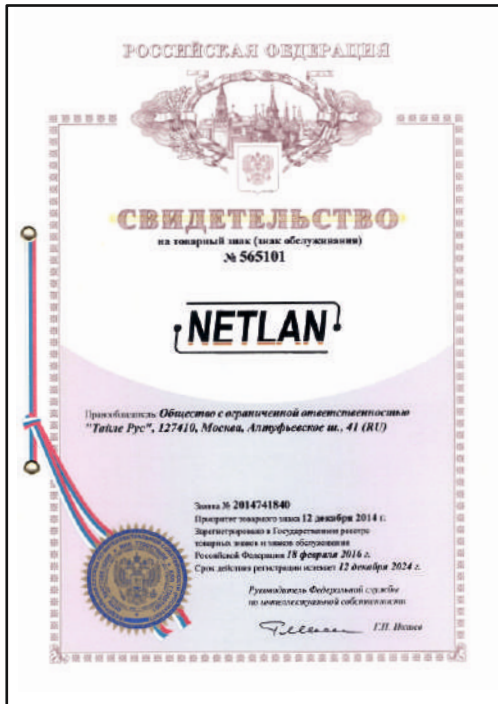 РОССИЙСКАЯ ФЕДЕРАЦИЯ
СВИДЕТЕЛЬСТВО
на товарный знак (знак обслуживания)
№ 565101
NETLAN
Правообладатель: Общество с ограниченной ответственностью
"Тайле Рус", 127410, Москва, Алтуфьевское ш., 41 (RU)
Заявка № 2014741840
Приоритет товарного знака 12 декабря 2014 г.
Зарегистрировано в Государственном реестре
товарных знаков и знаков обслуживания
Российской Федерации 18 февраля 2016 г.
Срок действия регистрации истекает 12 декабря 2024 г.
Руководитель Федеральной службы
по интеллектуальной собственности
Г.П. Ивлиев